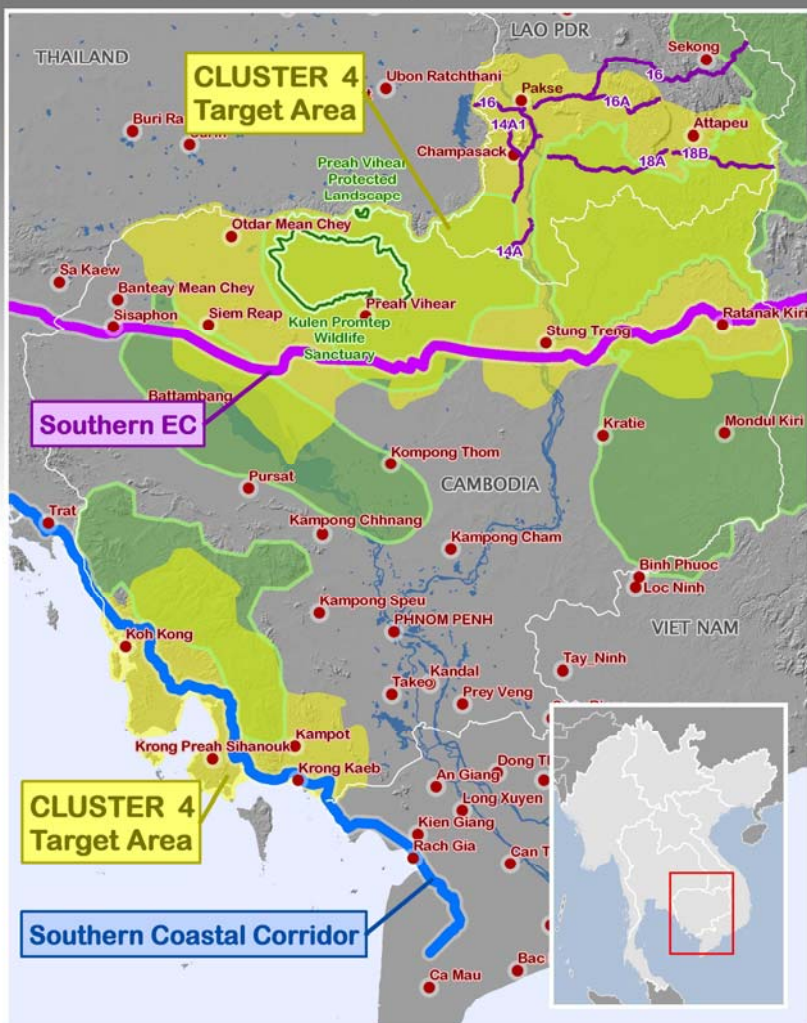 LAO PDR
THAILAND
Sekong
CLUSTER 4
Target Area
Ubon Ratchthani
16
Pakse
16
16A
Buri
14A1
Attapeu
Champasack
18B
18A
Preah Vihear
Protected
Landscape
Otdar Mean Chey
14A
Sa Kaew
Banteay Mean Chey
Preah Vihear
Sisaphon
Siem Reap
Ratanak Kiri
Kulen Promtep
Wildlife
Sanctuary
Stung Treng
Battambang
Southern EC
Kratie
Mondul Kiri
Kompong Thom
Pursat
CAMBODIA
Trat
Kampong Chhnang
Kampong Cham
Binh Phuoc
Loc Ninh
Kampong Speu
PHNOM PENH
VIET NAM
Koh Kong
Tay_Ninh
Kandal
Takeo
Prey Veng
Kampot
Krong Preah Sihanouk
Krong Kaeb
An Giang
Dong
CLUSTER 4
Target Area
Long Xuyen
Kien Giang
Rach Gia
Can
Southern Coastal Corridor
Ca Mau
Bac